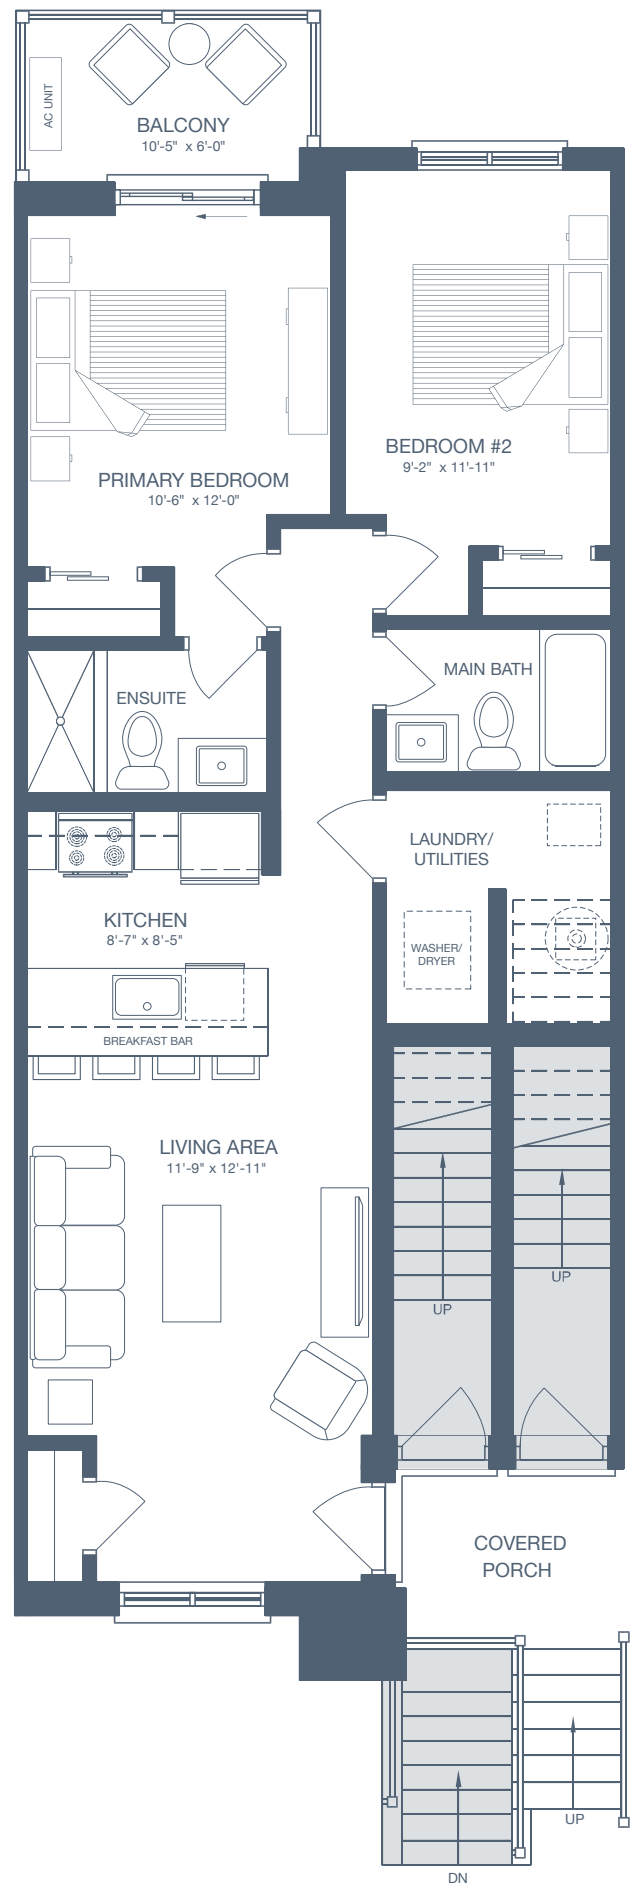 AC UNIT
BALCONY
10'-5" x 6'-0"
BEDROOM #2
9'-2" x 11'-11"
PRIMARY BEDROOM
10'-6" x 12'-0"
MAIN BATH
ENSUITE
LAUNDRY/
UTILITIES
KITCHEN
8'-7" x 8'-5"
WASHER/
DRYER
BREAKFAST BAR
LIVING AREA
11'-9" x 12'-11"
UP
UP
COVERED
PORCH
UP
DN